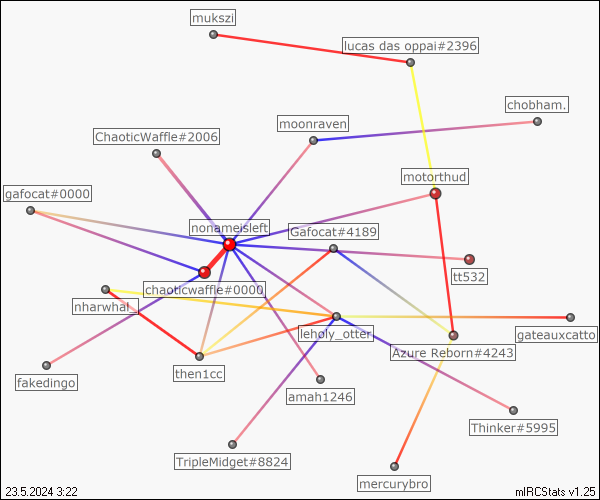 mukszi
lucas das oppai#2396
chobham.
moonraven
ChaoticWaffle#2006
motorthud
gafocat#0000
nonameisleft
Gafocat#4189
tt532
chaoticwaffle#0000
nharwhal_
leholy_otter
gateauxcatto
Azure Reborn#4243
then1cc
fakedingo
amah1246
Thinker#5995
TripleMidget#8824
mercurybro
23.5.2024 3:22
mIRCStats v1.25